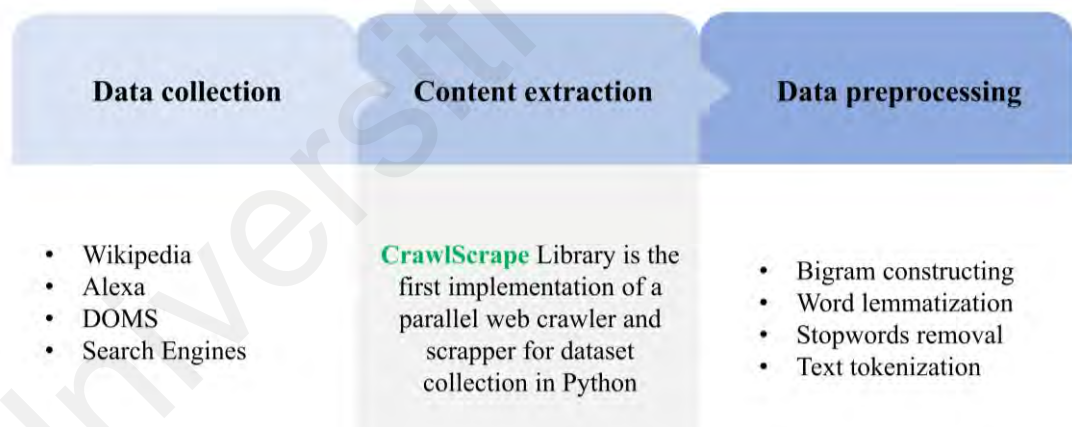 Data collection
Content extraction
Data preprocessing
• Wikipedia
• Alexa
• DOMS
• Search Engines
CrawlScrape Library is the
first implementation of a
parallel web crawler and
scrapper for dataset
collection in Python
• Bigram constructing
• Word lemmatization
• Stopwords removal
• Text tokenization
Universiti